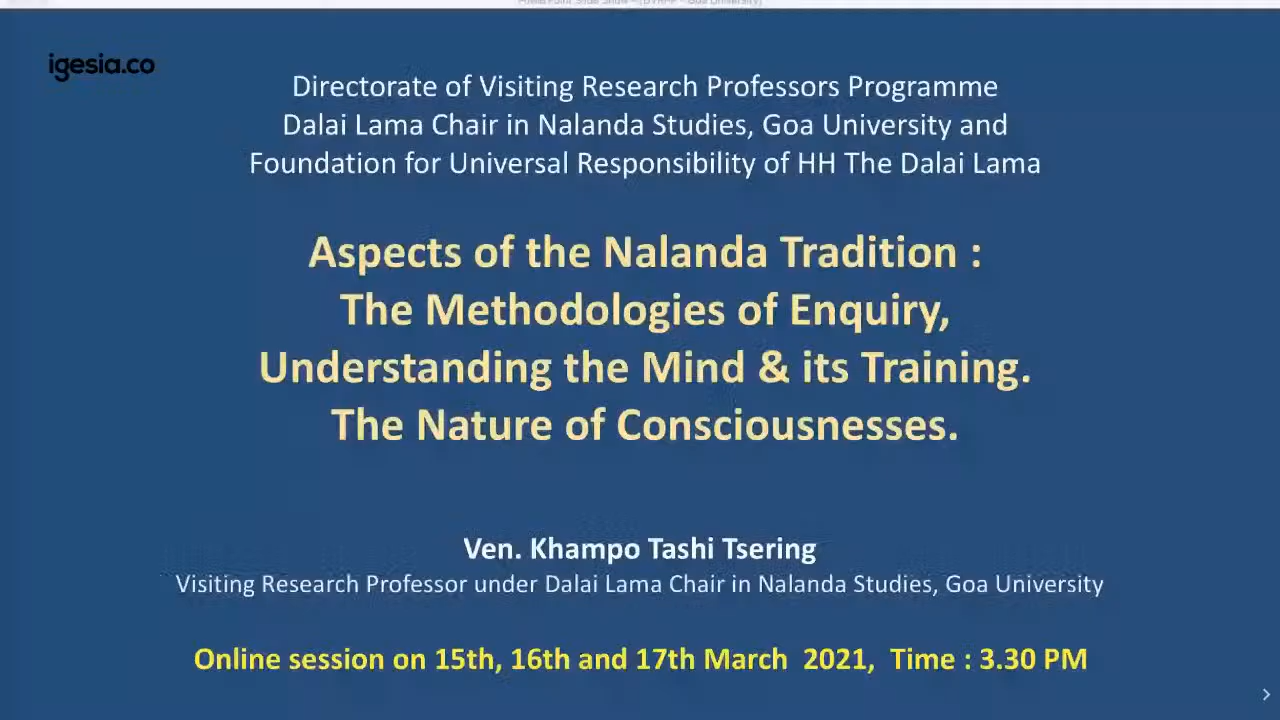 igesia.co
Directorate of Visiting Research Professors Programme
Dalai Lama Chair in Nalanda Studies, Goa University and
Foundation for Universal Responsibility of HH The Dalai Lama
Aspects of the Nalanda Tradition :
The Methodologies of Enquiry,
Understanding the Mind & its Training.
The Nature of Consciousnesses.
Ven. Khampo Tashi Tsering
Visiting Research Professor under Dalai Lama Chair in Nalanda Studies, Goa University
Online session on 15th, 16th and 17th March 2021, Time : 3.30 PM